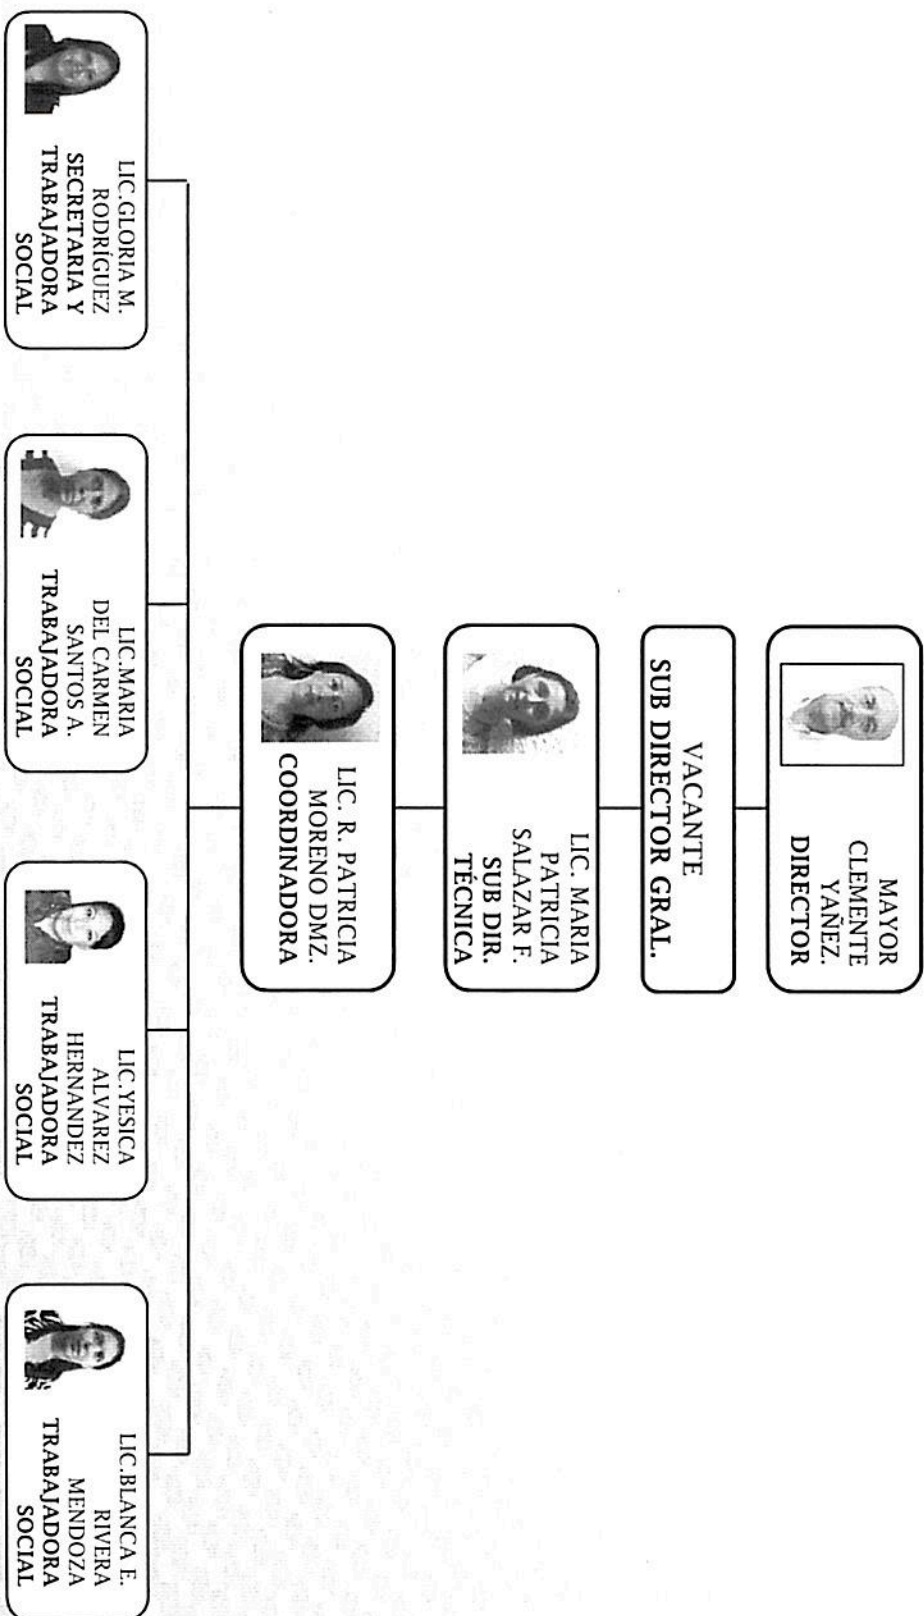 MAYOR
CLEMENTE
YAÑEZ.
DIRECTOR
VACANTE
SUB DIRECTOR GRAL.
LIC. MARIA
PATRICIA
SALAZAR F.
SUB DIR.
TÉCNICA
LIC. R. PATRICIA
MORENO DMZ.
COORDINADORA
LIC.GLORIA M.
RODRÍGUEZ
SECRETARIA Y
TRABAJADORA
SOCIAL
LIC.MARIA
DEL CARMEN
SANTOS A.
TRABAJADORA
SOCIAL
LIC.YESICA
ALVAREZ
HERNANDEZ
TRABAJADORA
SOCIAL
LIC.BLANCA E.
RIVERA
MENDOZA
TRABAJADORA
SOCIAL